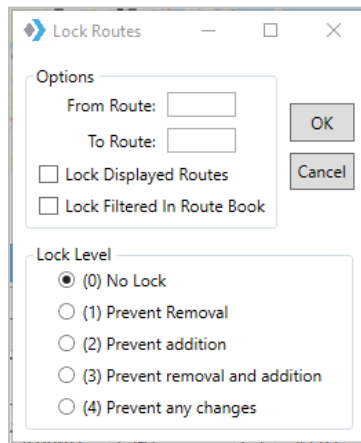 Lock Routes
Options
From Route:
To Route:
Lock Displayed Routes
Lock Filtered In Route Book
OK
Cancel
Lock Level
(0) No Lock
(1) Prevent Removal
(2) Prevent addition
(3) Prevent removal and addition
(4) Prevent any changes